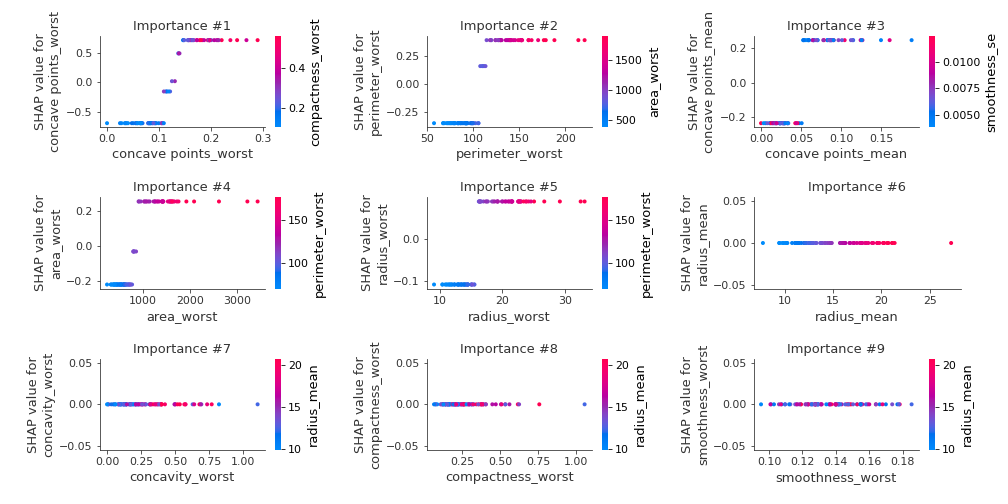 Importance #1
SHAP value for
concave points_worst
0.5
0.0
−0.5
0.0
0.1
0.2
0.3
concave points_worst
0.4
0.2
compactness_worst
Importance #2
SHAP value for
perimeter_worst
0.25
0.00
−0.25
50
100
150
200
perimeter_worst
1500
1000
500
area_worst
Importance #3
SHAP value for
concave points_mean
0.2
0.0
−0.2
0.00
0.05
0.10
0.15
concave points_mean
0.0100
0.0075
0.0050
smoothness_se
Importance #4
SHAP value for
area_worst
0.2
0.0
−0.2
1000
2000
3000
area_worst
150
100
perimeter_worst
Importance #5
SHAP value for
radius_worst
0.0
−0.1
10
20
30
radius_worst
150
100
perimeter_worst
Importance #6
SHAP value for
radius_mean
0.05
0.00
−0.05
10
15
20
25
radius_mean
Importance #7
SHAP value for
concavity_worst
0.05
0.00
−0.05
0.00
0.25
0.50
0.75
1.00
concavity_worst
20
15
10
radius_mean
Importance #8
SHAP value for
compactness_worst
0.05
0.00
−0.05
0.25
0.50
0.75
1.00
compactness_worst
20
15
10
radius_mean
Importance #9
SHAP value for
smoothness_worst
0.05
0.00
−0.05
0.10
0.12
0.14
0.16
0.18
smoothness_worst
20
15
10
radius_mean